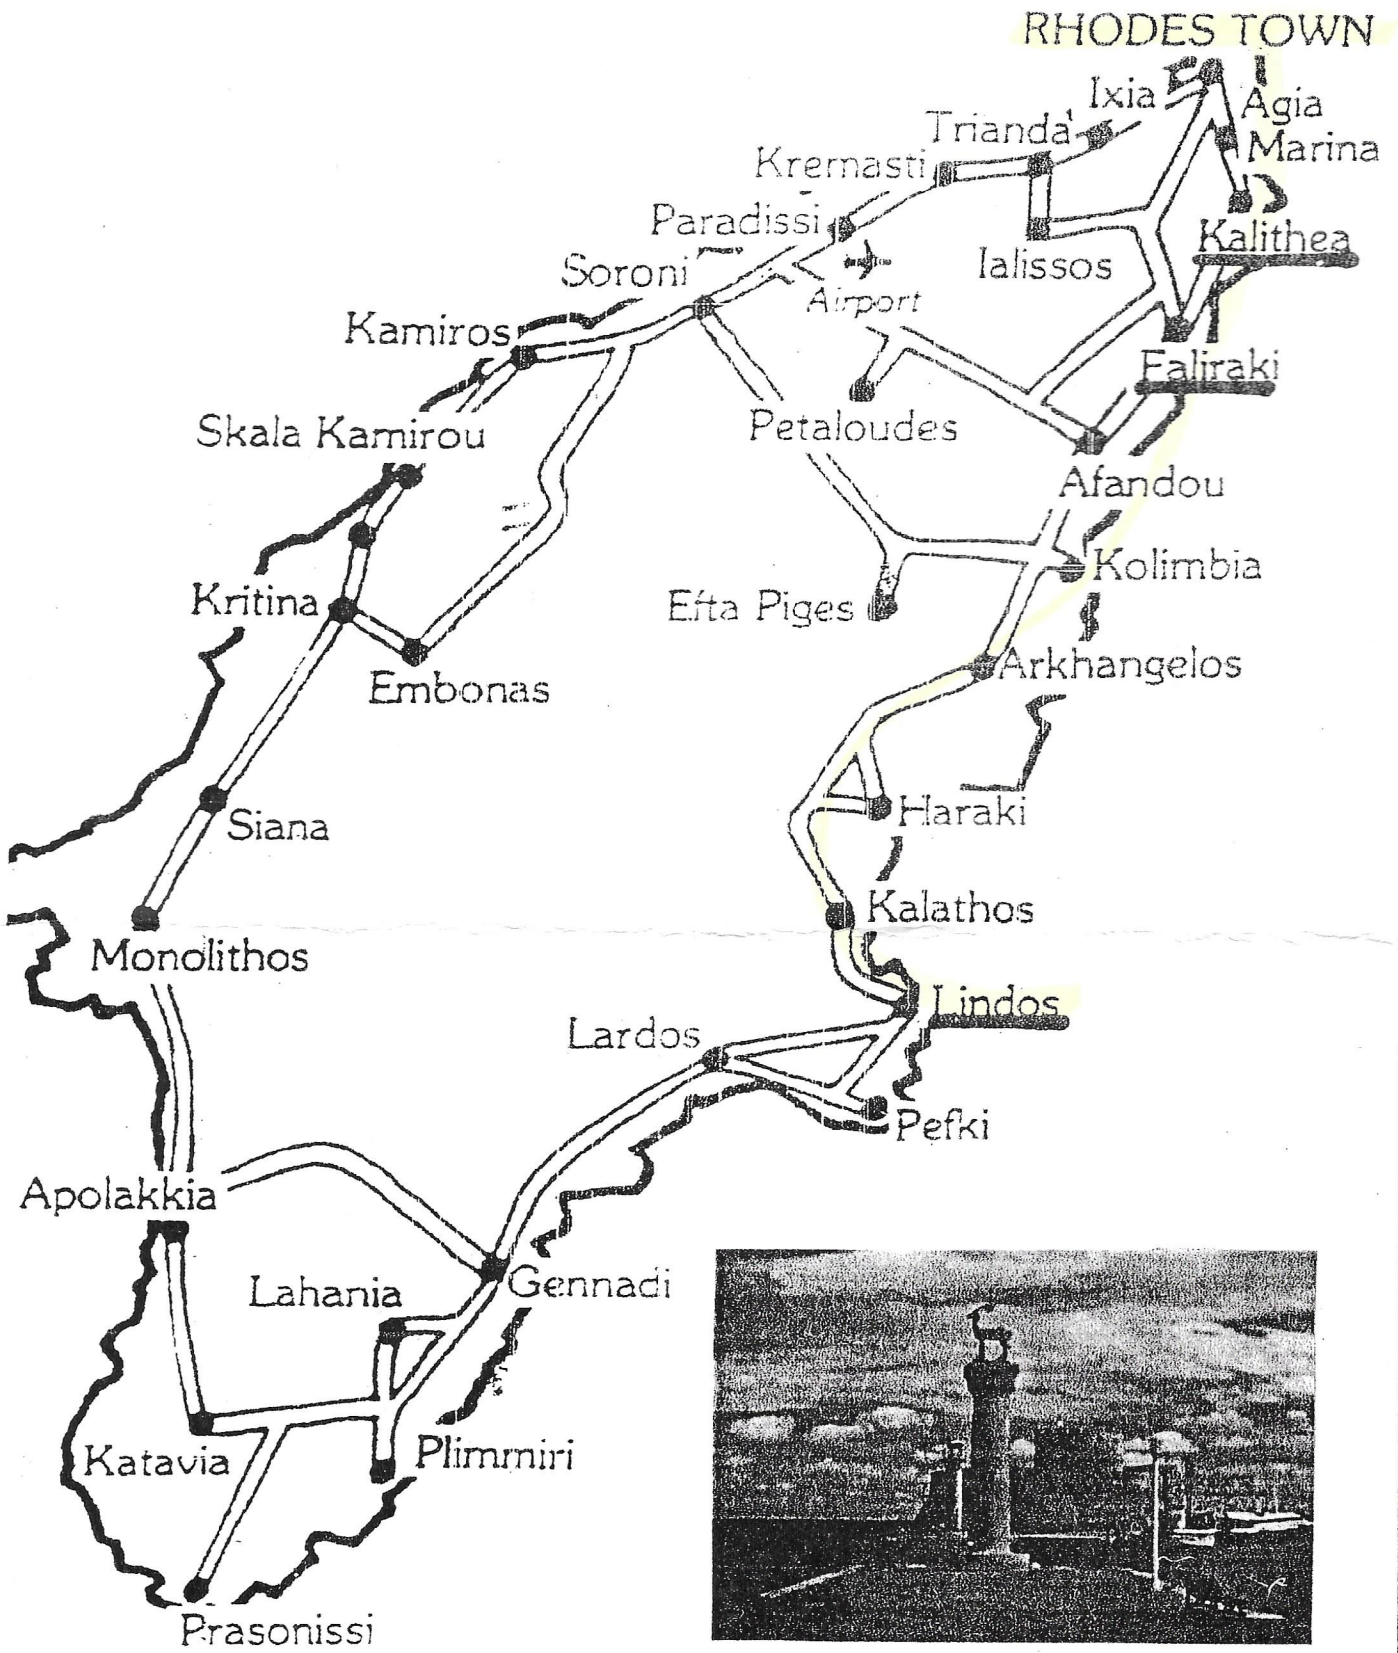 RHODES TOWN
Ixia
Agia
Marina
Trianda
Kremasti
Paradissi
Kalithea
Ialissos
Soroni
Airport
Kamiros
Faliraki
Petaloudes
Skala Kamirou
Afandou
Kolimbia
Kritina
Efta Piges
Arkhangelos
Embonas
Haraki
Siana
Kalathos
Monolithos
Lindos
Lardos
Pefki
Apolakkia
Gennadi
Lahania
Plimmiri
Katavia
Prasonissi